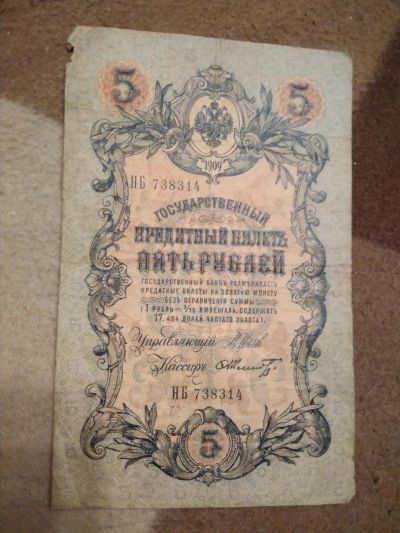 5 5
1909
НБ 738314
ГОСУДАРСТВЕННЫЙ
КРЕДИТНЫЙ БИЛЕТЪ
ПЯТЬ РУБЛЕЙ
ГОСУДАРСТВЕННЫЙ БАНКЪ РАЗМѢНИВАЕТЪ
КРЕДИТНЫЕ БИЛЕТЫ НА ЗОЛОТУЮ МОНЕТУ
БЕЗЪ ОГРАНИЧЕНІЯ СУММЫ
(1 РУБЛЬ = 1/15 ИМПЕРІАЛА, СОДЕРЖИТЪ
17,424 ДОЛЕЙ ЧИСТАГО ЗОЛОТА).
Управляющій
Кассиръ
НБ 738314
5